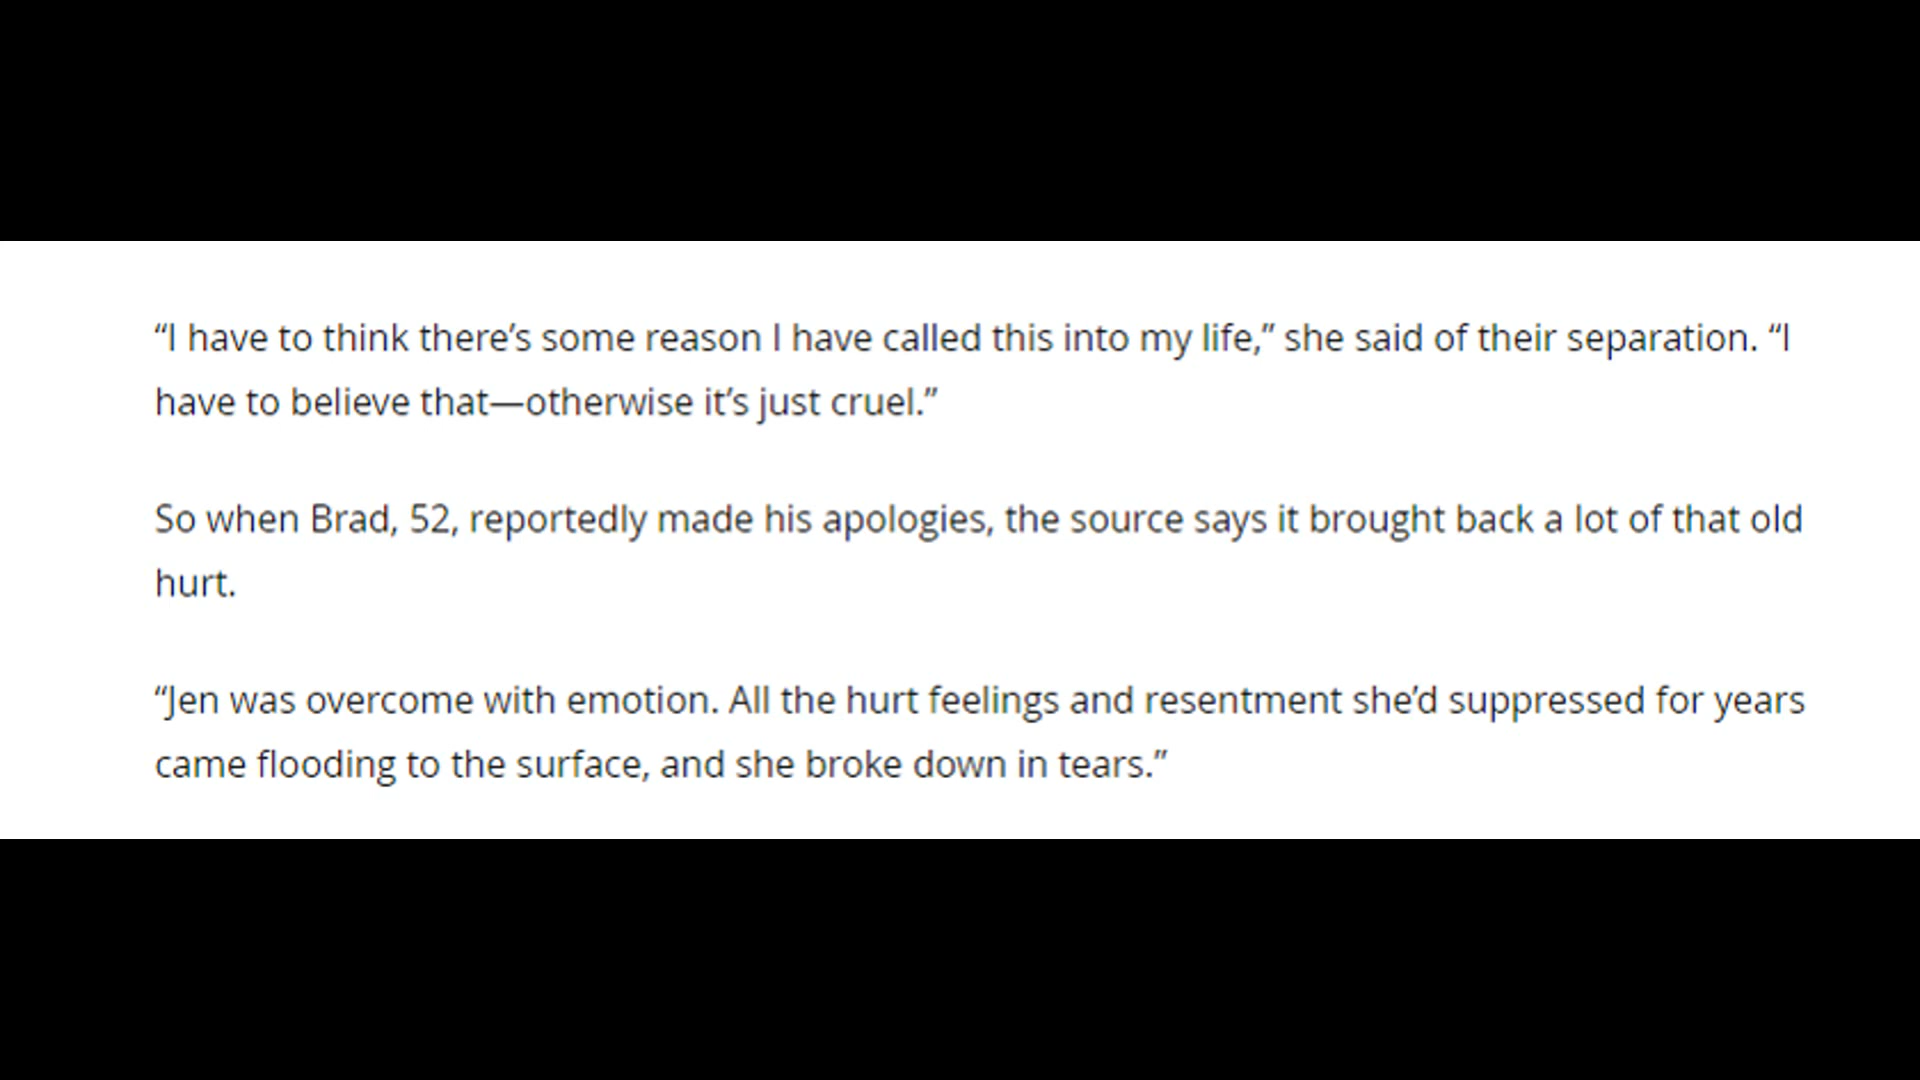 “I have to think there’s some reason I have called this into my life,” she said of their separation. “I
have to believe that—otherwise it’s just cruel.”
So when Brad, 52, reportedly made his apologies, the source says it brought back a lot of that old
hurt.
“Jen was overcome with emotion. All the hurt feelings and resentment she’d suppressed for years
came flooding to the surface, and she broke down in tears.”